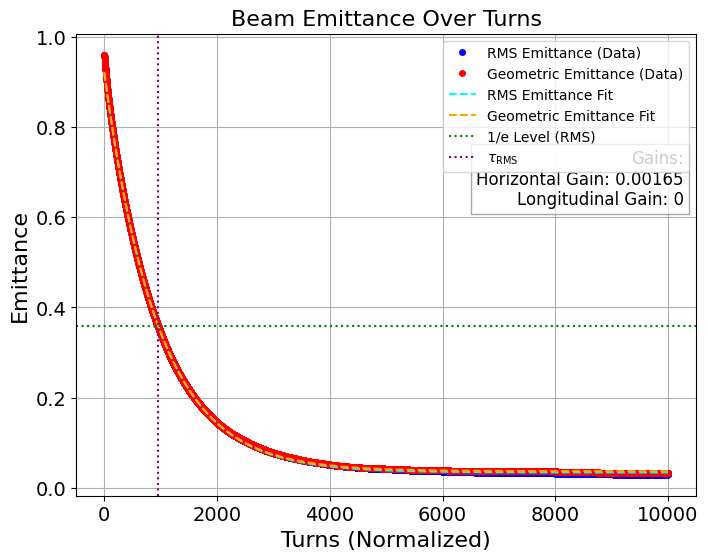 Beam Emittance Over Turns
1.0
0.8
0.6
0.4
0.2
0.0
Emittance
RMS Emittance (Data)
Geometric Emittance (Data)
RMS Emittance Fit
Geometric Emittance Fit
1/e Level (RMS)
τRMS
Gains:
Horizontal Gain: 0.00165
Longitudinal Gain: 0
0 2000 4000 6000 8000 10000
Turns (Normalized)